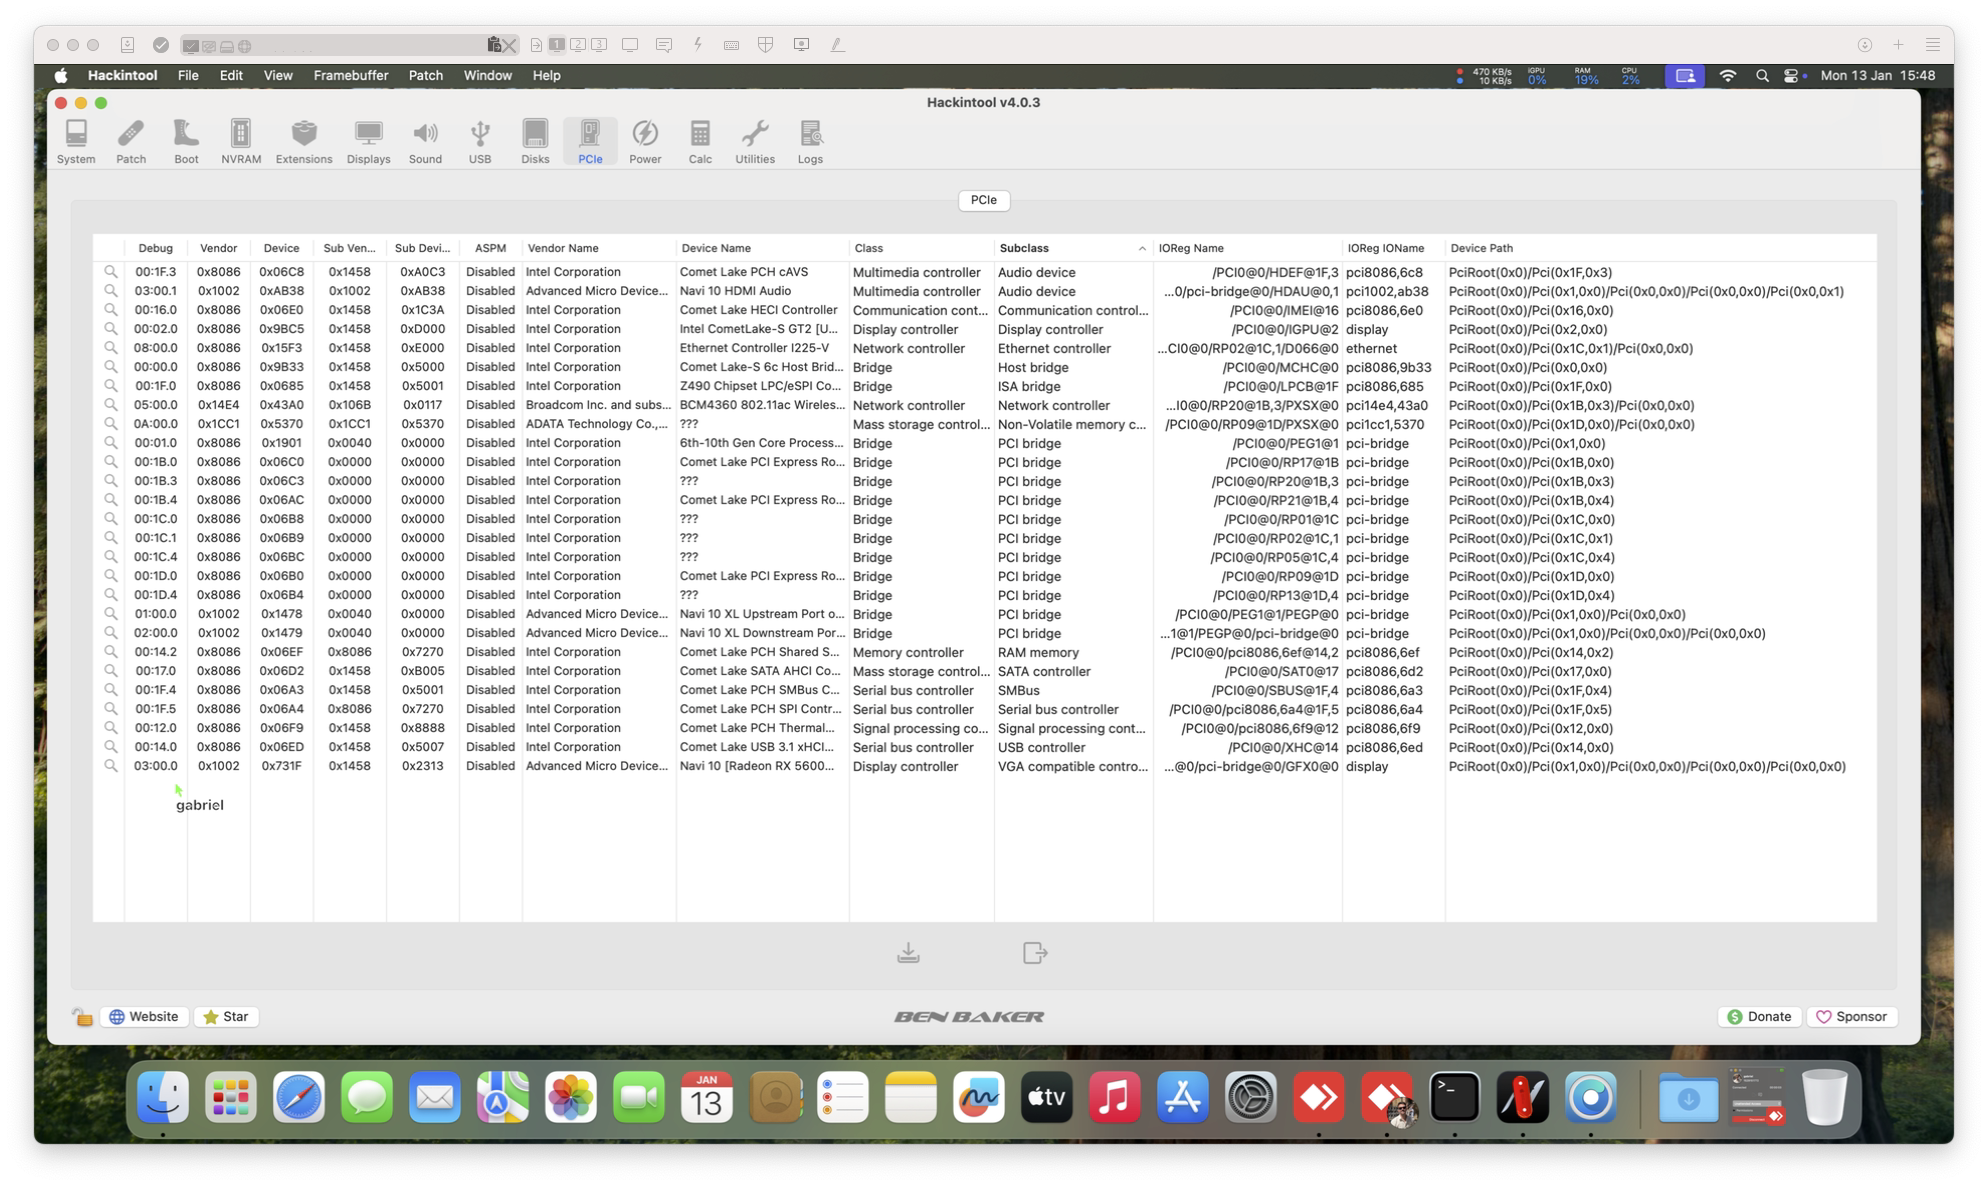 1 2 3
Hackintool File Edit View Framebuffer Patch Window Help 470 KB/s 10 KB/s iGPU 0% RAM 19% CPU 2% Mon 13 Jan 15:48
Hackintool v4.0.3
System Patch Boot NVRAM Extensions Displays Sound USB Disks PCIe Power Calc Utilities Logs
PCIe
Debug Vendor Device Sub Ven... Sub Devi... ASPM Vendor Name Device Name Class Subclass IOReg Name IOReg IOName Device Path
00:1F.3 0x8086 0x06C8 0x1458 0xA0C3 Disabled Intel Corporation Comet Lake PCH cAVS Multimedia controller Audio device /PCI0@0/HDEF@1F,3 pci8086,6c8 PciRoot(0x0)/Pci(0x1F,0x3)
03:00.1 0x1002 0xAB38 0x1002 0xAB38 Disabled Advanced Micro Device... Navi 10 HDMI Audio Multimedia controller Audio device ...0/pci-bridge@0/HDAU@0,1 pci1002,ab38 PciRoot(0x0)/Pci(0x1,0x0)/Pci(0x0,0x0)/Pci(0x0,0x0)/Pci(0x0,0x1)
00:16.0 0x8086 0x06E0 0x1458 0x1C3A Disabled Intel Corporation Comet Lake HECI Controller Communication cont... Communication control... /PCI0@0/IMEI@16 pci8086,6e0 PciRoot(0x0)/Pci(0x16,0x0)
00:02.0 0x8086 0x9BC5 0x1458 0xD000 Disabled Intel Corporation Intel CometLake-S GT2 [U... Display controller Display controller /PCI0@0/IGPU@2 display PciRoot(0x0)/Pci(0x2,0x0)
08:00.0 0x8086 0x15F3 0x1458 0xE000 Disabled Intel Corporation Ethernet Controller I225-V Network controller Ethernet controller ...CI0@0/RP02@1C,1/D066@0 ethernet PciRoot(0x0)/Pci(0x1C,0x1)/Pci(0x0,0x0)
00:00.0 0x8086 0x9B33 0x1458 0x5000 Disabled Intel Corporation Comet Lake-S 6c Host Brid... Bridge Host bridge /PCI0@0/MCHC@0 pci8086,9b33 PciRoot(0x0)/Pci(0x0,0x0)
00:1F.0 0x8086 0x0685 0x1458 0x5001 Disabled Intel Corporation Z490 Chipset LPC/eSPI Co... Bridge ISA bridge /PCI0@0/LPCB@1F pci8086,685 PciRoot(0x0)/Pci(0x1F,0x0)
05:00.0 0x14E4 0x43A0 0x106B 0x0117 Disabled Broadcom Inc. and subs... BCM4360 802.11ac Wireles... Network controller Network controller ...I0@0/RP20@1B,3/PXSX@0 pci14e4,43a0 PciRoot(0x0)/Pci(0x1B,0x3)/Pci(0x0,0x0)
0A:00.0 0x1CC1 0x5370 0x1CC1 0x5370 Disabled ADATA Technology Co.,... ??? Mass storage control... Non-Volatile memory c... /PCI0@0/RP09@1D/PXSX@0 pci1cc1,5370 PciRoot(0x0)/Pci(0x1D,0x0)/Pci(0x0,0x0)
00:01.0 0x8086 0x1901 0x0040 0x0000 Disabled Intel Corporation 6th-10th Gen Core Process... Bridge PCI bridge /PCI0@0/PEG1@1 pci-bridge PciRoot(0x0)/Pci(0x1,0x0)
00:1B.0 0x8086 0x06C0 0x0000 0x0000 Disabled Intel Corporation Comet Lake PCI Express Ro... Bridge PCI bridge /PCI0@0/RP17@1B pci-bridge PciRoot(0x0)/Pci(0x1B,0x0)
00:1B.3 0x8086 0x06C3 0x0000 0x0000 Disabled Intel Corporation ??? Bridge PCI bridge /PCI0@0/RP20@1B,3 pci-bridge PciRoot(0x0)/Pci(0x1B,0x3)
00:1B.4 0x8086 0x06AC 0x0000 0x0000 Disabled Intel Corporation Comet Lake PCI Express Ro... Bridge PCI bridge /PCI0@0/RP21@1B,4 pci-bridge PciRoot(0x0)/Pci(0x1B,0x4)
00:1C.0 0x8086 0x06B8 0x0000 0x0000 Disabled Intel Corporation ??? Bridge PCI bridge /PCI0@0/RP01@1C pci-bridge PciRoot(0x0)/Pci(0x1C,0x0)
00:1C.1 0x8086 0x06B9 0x0000 0x0000 Disabled Intel Corporation ??? Bridge PCI bridge /PCI0@0/RP02@1C,1 pci-bridge PciRoot(0x0)/Pci(0x1C,0x1)
00:1C.4 0x8086 0x06BC 0x0000 0x0000 Disabled Intel Corporation ??? Bridge PCI bridge /PCI0@0/RP05@1C,4 pci-bridge PciRoot(0x0)/Pci(0x1C,0x4)
00:1D.0 0x8086 0x06B0 0x0000 0x0000 Disabled Intel Corporation Comet Lake PCI Express Ro... Bridge PCI bridge /PCI0@0/RP09@1D pci-bridge PciRoot(0x0)/Pci(0x1D,0x0)
00:1D.4 0x8086 0x06B4 0x0000 0x0000 Disabled Intel Corporation ??? Bridge PCI bridge /PCI0@0/RP13@1D,4 pci-bridge PciRoot(0x0)/Pci(0x1D,0x4)
01:00.0 0x1002 0x1478 0x0040 0x0000 Disabled Advanced Micro Device... Navi 10 XL Upstream Port o... Bridge PCI bridge /PCI0@0/PEG1@1/PEGP@0 pci-bridge PciRoot(0x0)/Pci(0x1,0x0)/Pci(0x0,0x0)
02:00.0 0x1002 0x1479 0x0040 0x0000 Disabled Advanced Micro Device... Navi 10 XL Downstream Por... Bridge PCI bridge ...1@1/PEGP@0/pci-bridge@0 pci-bridge PciRoot(0x0)/Pci(0x1,0x0)/Pci(0x0,0x0)/Pci(0x0,0x0)
00:14.2 0x8086 0x06EF 0x8086 0x7270 Disabled Intel Corporation Comet Lake PCH Shared S... Memory controller RAM memory /PCI0@0/pci8086,6ef@14,2 pci8086,6ef PciRoot(0x0)/Pci(0x14,0x2)
00:17.0 0x8086 0x06D2 0x1458 0xB005 Disabled Intel Corporation Comet Lake SATA AHCI Co... Mass storage control... SATA controller /PCI0@0/SAT0@17 pci8086,6d2 PciRoot(0x0)/Pci(0x17,0x0)
00:1F.4 0x8086 0x06A3 0x1458 0x5001 Disabled Intel Corporation Comet Lake PCH SMBus C... Serial bus controller SMBus /PCI0@0/SBUS@1F,4 pci8086,6a3 PciRoot(0x0)/Pci(0x1F,0x4)
00:1F.5 0x8086 0x06A4 0x8086 0x7270 Disabled Intel Corporation Comet Lake PCH SPI Contr... Serial bus controller Serial bus controller /PCI0@0/pci8086,6a4@1F,5 pci8086,6a4 PciRoot(0x0)/Pci(0x1F,0x5)
00:12.0 0x8086 0x06F9 0x1458 0x8888 Disabled Intel Corporation Comet Lake PCH Thermal... Signal processing co... Signal processing cont... /PCI0@0/pci8086,6f9@12 pci8086,6f9 PciRoot(0x0)/Pci(0x12,0x0)
00:14.0 0x8086 0x06ED 0x1458 0x5007 Disabled Intel Corporation Comet Lake USB 3.1 xHCI... Serial bus controller USB controller /PCI0@0/XHC@14 pci8086,6ed PciRoot(0x0)/Pci(0x14,0x0)
03:00.0 0x1002 0x731F 0x1458 0x2313 Disabled Advanced Micro Device... Navi 10 [Radeon RX 5600... Display controller VGA compatible contro... ...@0/pci-bridge@0/GFX0@0 display PciRoot(0x0)/Pci(0x1,0x0)/Pci(0x0,0x0)/Pci(0x0,0x0)/Pci(0x0,0x0)
gabriel
Website Star BEN BAKER Donate Sponsor
JAN
13
tv